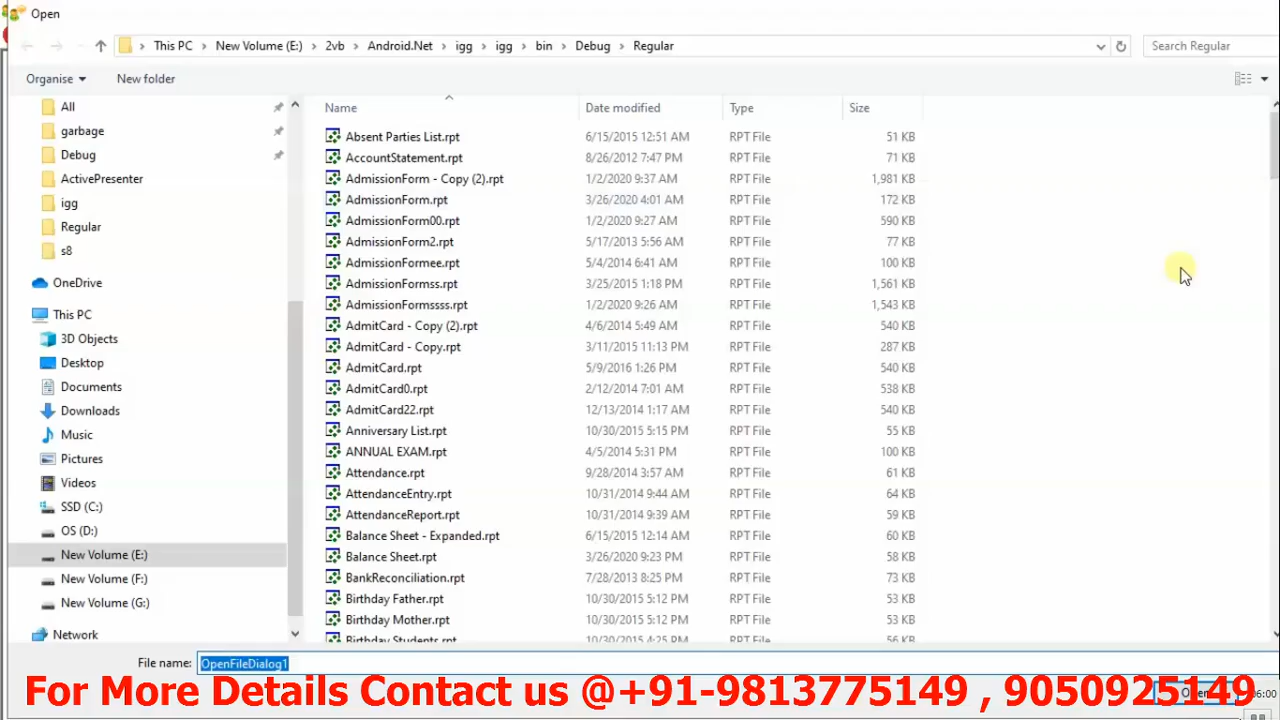 Open
This PC > New Volume (E:) > 2vb > Android.Net > igg > igg > bin > Debug > Regular
Search Regular
Organise
New folder
All
garbage
Debug
ActivePresenter
igg
Regular
s8
OneDrive
This PC
3D Objects
Desktop
Documents
Downloads
Music
Pictures
Videos
SSD (C:)
OS (D:)
New Volume (E:)
New Volume (F:)
New Volume (G:)
Network
Name Date modified Type Size
Absent Parties List.rpt 6/15/2015 12:51 AM RPT File 51 KB
AccountStatement.rpt 8/26/2012 7:47 PM RPT File 71 KB
AdmissionForm - Copy (2).rpt 1/2/2020 9:37 AM RPT File 1,981 KB
AdmissionForm.rpt 3/26/2020 4:01 AM RPT File 172 KB
AdmissionForm00.rpt 1/2/2020 9:27 AM RPT File 590 KB
AdmissionForm2.rpt 5/17/2013 5:56 AM RPT File 77 KB
AdmissionFormee.rpt 5/4/2014 6:41 AM RPT File 100 KB
AdmissionFormss.rpt 3/25/2015 1:18 PM RPT File 1,561 KB
AdmissionFormssss.rpt 1/2/2020 9:26 AM RPT File 1,543 KB
AdmitCard - Copy (2).rpt 4/6/2014 5:49 AM RPT File 540 KB
AdmitCard - Copy.rpt 3/11/2015 11:13 PM RPT File 287 KB
AdmitCard.rpt 5/9/2016 1:26 PM RPT File 540 KB
AdmitCard0.rpt 2/12/2014 7:01 AM RPT File 538 KB
AdmitCard22.rpt 12/13/2014 1:17 AM RPT File 540 KB
Anniversary List.rpt 10/30/2015 5:15 PM RPT File 55 KB
ANNUAL EXAM.rpt 4/5/2014 5:31 PM RPT File 100 KB
Attendance.rpt 9/28/2014 3:57 AM RPT File 61 KB
AttendanceEntry.rpt 10/31/2014 9:44 AM RPT File 64 KB
AttendanceReport.rpt 10/31/2014 9:39 AM RPT File 59 KB
Balance Sheet - Expanded.rpt 6/15/2015 12:14 AM RPT File 60 KB
Balance Sheet.rpt 3/26/2020 9:23 PM RPT File 58 KB
BankReconciliation.rpt 7/28/2013 8:25 PM RPT File 73 KB
Birthday Father.rpt 10/30/2015 5:12 PM RPT File 53 KB
Birthday Mother.rpt 10/30/2015 5:12 PM RPT File 53 KB
Birthday Students.rpt 10/30/2015 4:25 PM RPT File 56 KB
File name: OpenFileDialog1
For More Details Contact us @+91-9813775149 , 9050925149